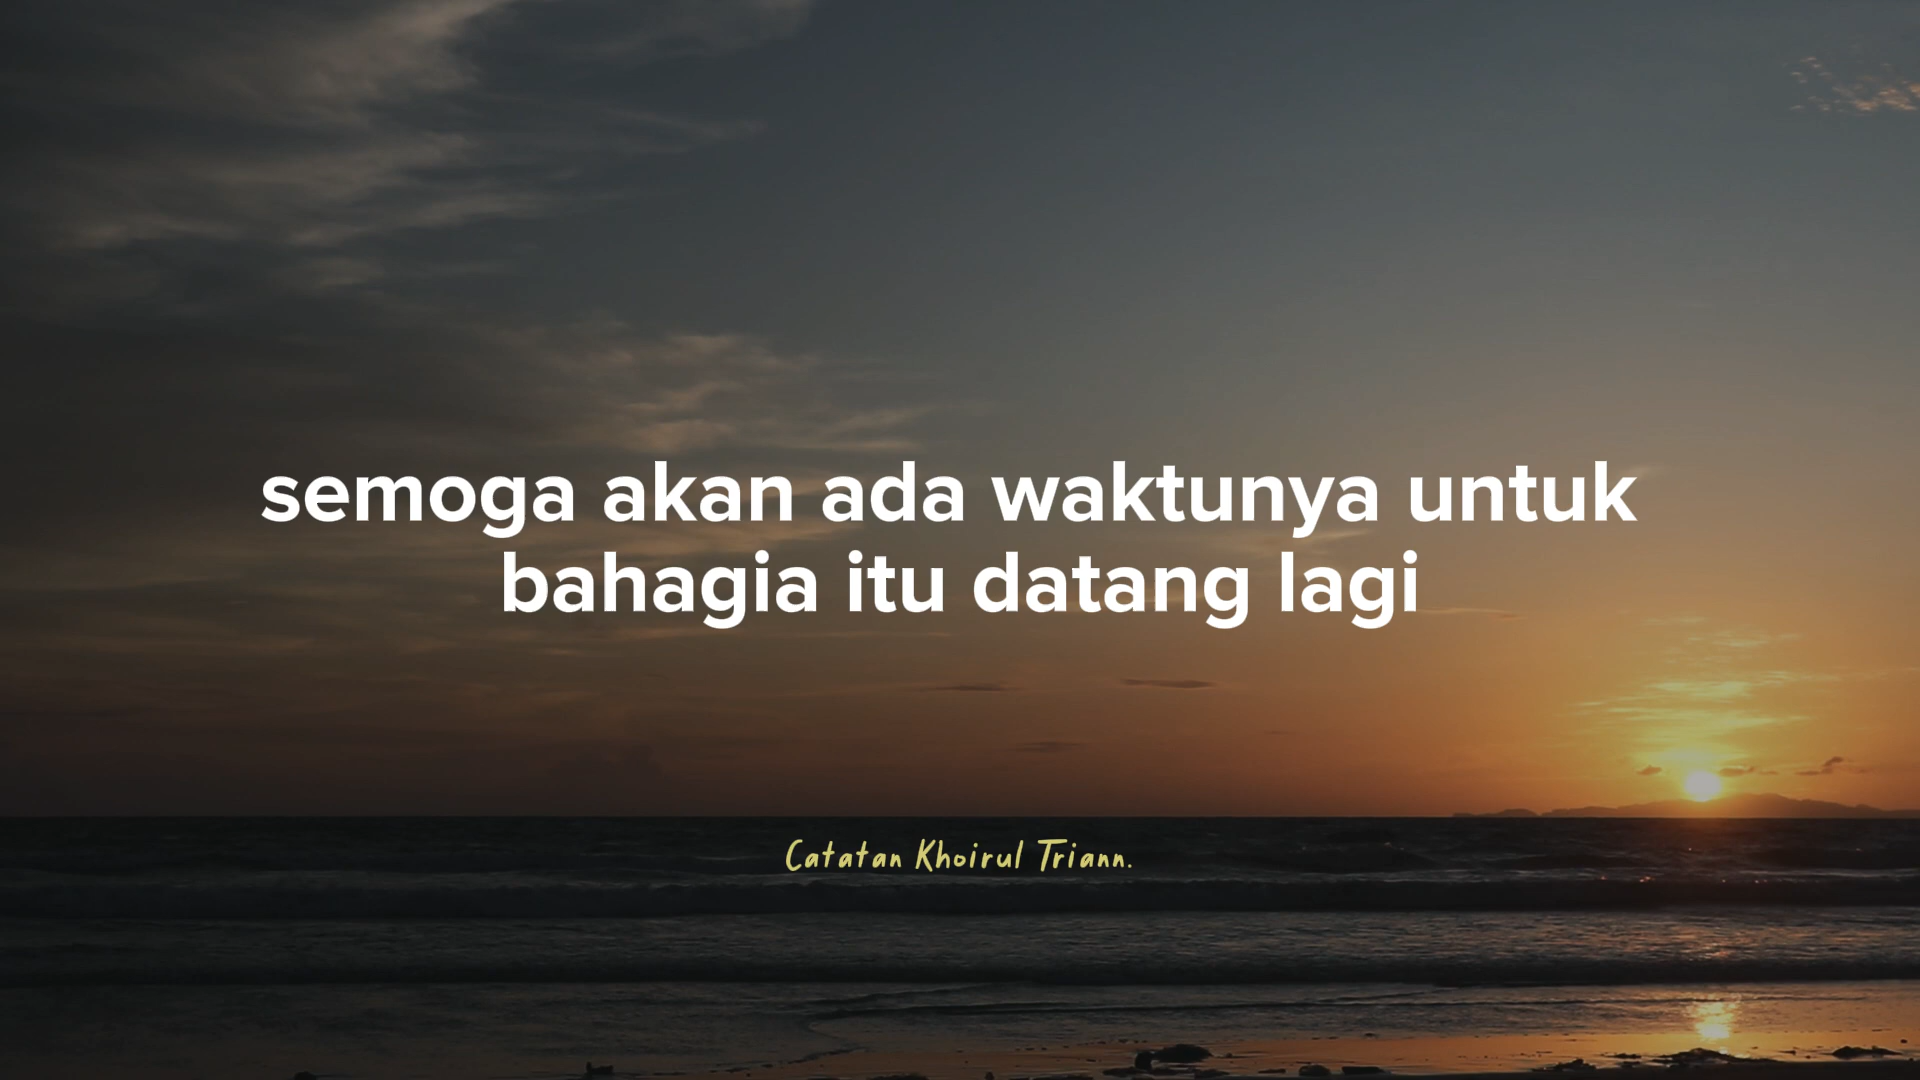 semoga akan ada waktunya untuk
bahagia itu datang lagi
Catatan Khoirul Triann.